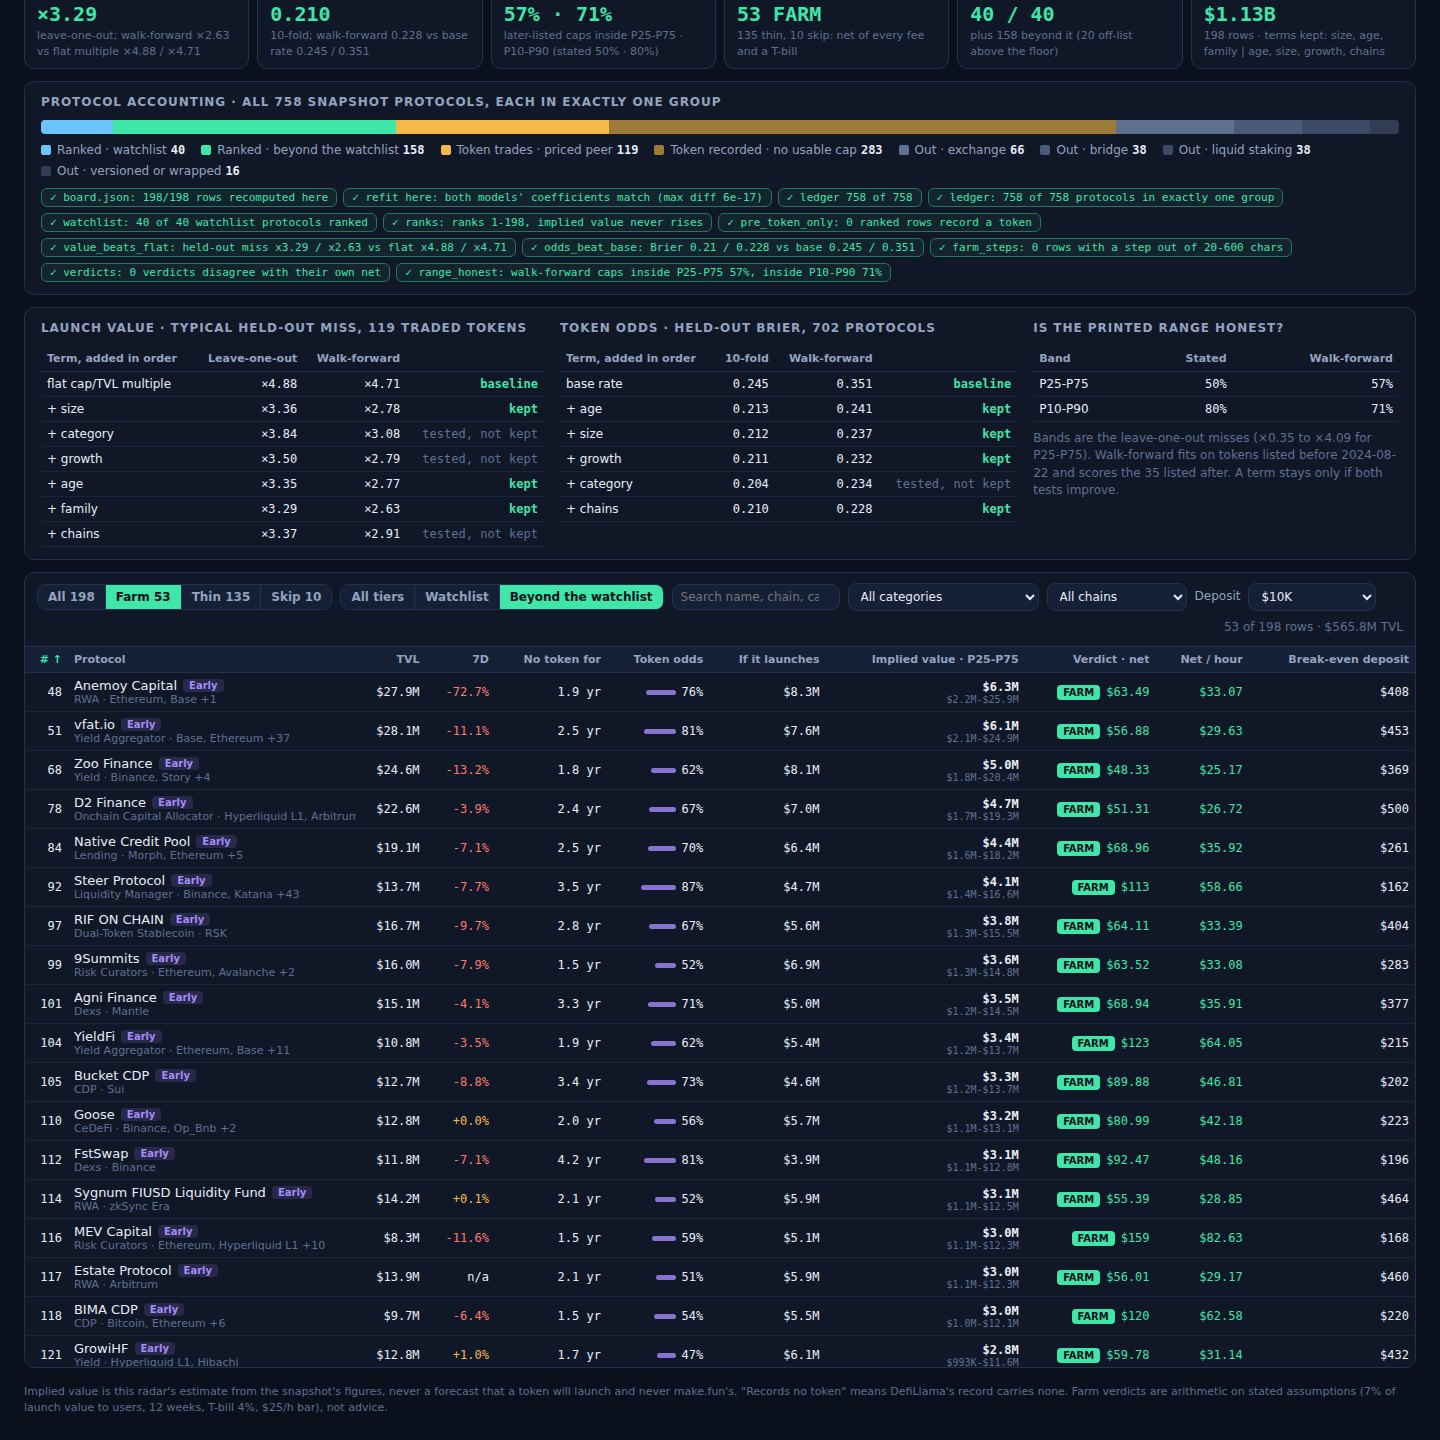 ×3.29
leave-one-out; walk-forward ×2.63
vs flat multiple ×4.88 / ×4.71
0.210
10-fold; walk-forward 0.228 vs base
rate 0.245 / 0.351
57% · 71%
later-listed caps inside P25-P75 ·
P10-P90 (stated 50% · 80%)
53 FARM
135 thin, 10 skip: net of every fee
and a T-bill
40 / 40
plus 158 beyond it (20 off-list
above the floor)
$1.13B
198 rows · terms kept: size, age,
family | age, size, growth, chains
PROTOCOL ACCOUNTING · ALL 758 SNAPSHOT PROTOCOLS, EACH IN EXACTLY ONE GROUP
Ranked · watchlist 40 Ranked · beyond the watchlist 158 Token trades · priced peer 119 Token recorded · no usable cap 283 Out · exchange 66 Out · bridge 38 Out · liquid staking 38
Out · versioned or wrapped 16
✓ board.json: 198/198 rows recomputed here ✓ refit here: both models' coefficients match (max diff 6e-17) ✓ ledger 758 of 758 ✓ ledger: 758 of 758 protocols in exactly one group
✓ watchlist: 40 of 40 watchlist protocols ranked ✓ ranks: ranks 1-198, implied value never rises ✓ pre_token_only: 0 ranked rows record a token
✓ value_beats_flat: held-out miss x3.29 / x2.63 vs flat x4.88 / x4.71 ✓ odds_beat_base: Brier 0.21 / 0.228 vs base 0.245 / 0.351 ✓ farm_steps: 0 rows with a step out of 20-600 chars
✓ verdicts: 0 verdicts disagree with their own net ✓ range_honest: walk-forward caps inside P25-P75 57%, inside P10-P90 71%
LAUNCH VALUE · TYPICAL HELD-OUT MISS, 119 TRADED TOKENS
Term, added in order Leave-one-out Walk-forward
flat cap/TVL multiple ×4.88 ×4.71 baseline
+ size ×3.36 ×2.78 kept
+ category ×3.84 ×3.08 tested, not kept
+ growth ×3.50 ×2.79 tested, not kept
+ age ×3.35 ×2.77 kept
+ family ×3.29 ×2.63 kept
+ chains ×3.37 ×2.91 tested, not kept
TOKEN ODDS · HELD-OUT BRIER, 702 PROTOCOLS
Term, added in order 10-fold Walk-forward
base rate 0.245 0.351 baseline
+ age 0.213 0.241 kept
+ size 0.212 0.237 kept
+ growth 0.211 0.232 kept
+ category 0.204 0.234 tested, not kept
+ chains 0.210 0.228 kept
IS THE PRINTED RANGE HONEST?
Band Stated Walk-forward
P25-P75 50% 57%
P10-P90 80% 71%
Bands are the leave-one-out misses (×0.35 to ×4.09 for
P25-P75). Walk-forward fits on tokens listed before 2024-08-
22 and scores the 35 listed after. A term stays only if both
tests improve.
All 198 Farm 53 Thin 135 Skip 10 All tiers Watchlist Beyond the watchlist Search name, chain, ca All categories All chains Deposit $10K
53 of 198 rows · $565.8M TVL
# ↑ Protocol TVL 7D No token for Token odds If it launches Implied value · P25-P75 Verdict · net Net / hour Break-even deposit
48 Anemoy Capital Early $27.9M -72.7% 1.9 yr 76% $8.3M $6.3M FARM $63.49 $33.07 $408
RWA · Ethereum, Base +1 $2.2M-$25.9M
51 vfat.io Early $28.1M -11.1% 2.5 yr 81% $7.6M $6.1M FARM $56.88 $29.63 $453
Yield Aggregator · Base, Ethereum +37 $2.1M-$24.9M
68 Zoo Finance Early $24.6M -13.2% 1.8 yr 62% $8.1M $5.0M FARM $48.33 $25.17 $369
Yield · Binance, Story +4 $1.8M-$20.4M
78 D2 Finance Early $22.6M -3.9% 2.4 yr 67% $7.0M $4.7M FARM $51.31 $26.72 $500
Onchain Capital Allocator · Hyperliquid L1, Arbitrum $1.7M-$19.3M
84 Native Credit Pool Early $19.1M -7.1% 2.5 yr 70% $6.4M $4.4M FARM $68.96 $35.92 $261
Lending · Morph, Ethereum +5 $1.6M-$18.2M
92 Steer Protocol Early $13.7M -7.7% 3.5 yr 87% $4.7M $4.1M FARM $113 $58.66 $162
Liquidity Manager · Binance, Katana +43 $1.4M-$16.6M
97 RIF ON CHAIN Early $16.7M -9.7% 2.8 yr 67% $5.6M $3.8M FARM $64.11 $33.39 $404
Dual-Token Stablecoin · RSK $1.3M-$15.5M
99 9Summits Early $16.0M -7.9% 1.5 yr 52% $6.9M $3.6M FARM $63.52 $33.08 $283
Risk Curators · Ethereum, Avalanche +2 $1.3M-$14.8M
101 Agni Finance Early $15.1M -4.1% 3.3 yr 71% $5.0M $3.5M FARM $68.94 $35.91 $377
Dexs · Mantle $1.2M-$14.5M
104 YieldFi Early $10.8M -3.5% 1.9 yr 62% $5.4M $3.4M FARM $123 $64.05 $215
Yield Aggregator · Ethereum, Base +11 $1.2M-$13.7M
105 Bucket CDP Early $12.7M -8.8% 3.4 yr 73% $4.6M $3.3M FARM $89.88 $46.81 $202
CDP · Sui $1.2M-$13.7M
110 Goose Early $12.8M +0.0% 2.0 yr 56% $5.7M $3.2M FARM $80.99 $42.18 $223
CeDeFi · Binance, Op_Bnb +2 $1.1M-$13.1M
112 FstSwap Early $11.8M -7.1% 4.2 yr 81% $3.9M $3.1M FARM $92.47 $48.16 $196
Dexs · Binance $1.1M-$12.8M
114 Sygnum FIUSD Liquidity Fund Early $14.2M +0.1% 2.1 yr 52% $5.9M $3.1M FARM $55.39 $28.85 $464
RWA · zkSync Era $1.1M-$12.5M
116 MEV Capital Early $8.3M -11.6% 1.5 yr 59% $5.1M $3.0M FARM $159 $82.63 $168
Risk Curators · Ethereum, Hyperliquid L1 +10 $1.1M-$12.3M
117 Estate Protocol Early $13.9M n/a 2.1 yr 51% $5.9M $3.0M FARM $56.01 $29.17 $460
RWA · Arbitrum $1.1M-$12.3M
118 BIMA CDP Early $9.7M -6.4% 1.5 yr 54% $5.5M $3.0M FARM $120 $62.58 $220
CDP · Bitcoin, Ethereum +6 $1.0M-$12.1M
121 GrowiHF Early $12.8M +1.0% 1.7 yr 47% $6.1M $2.8M FARM $59.78 $31.14 $432
Yield · Hyperliquid L1, Hibachi $993K-$11.6M
Implied value is this radar's estimate from the snapshot's figures, never a forecast that a token will launch and never make.fun's. "Records no token" means DefiLlama's record carries none. Farm verdicts are arithmetic on stated assumptions (7% of
launch value to users, 12 weeks, T-bill 4%, $25/h bar), not advice.